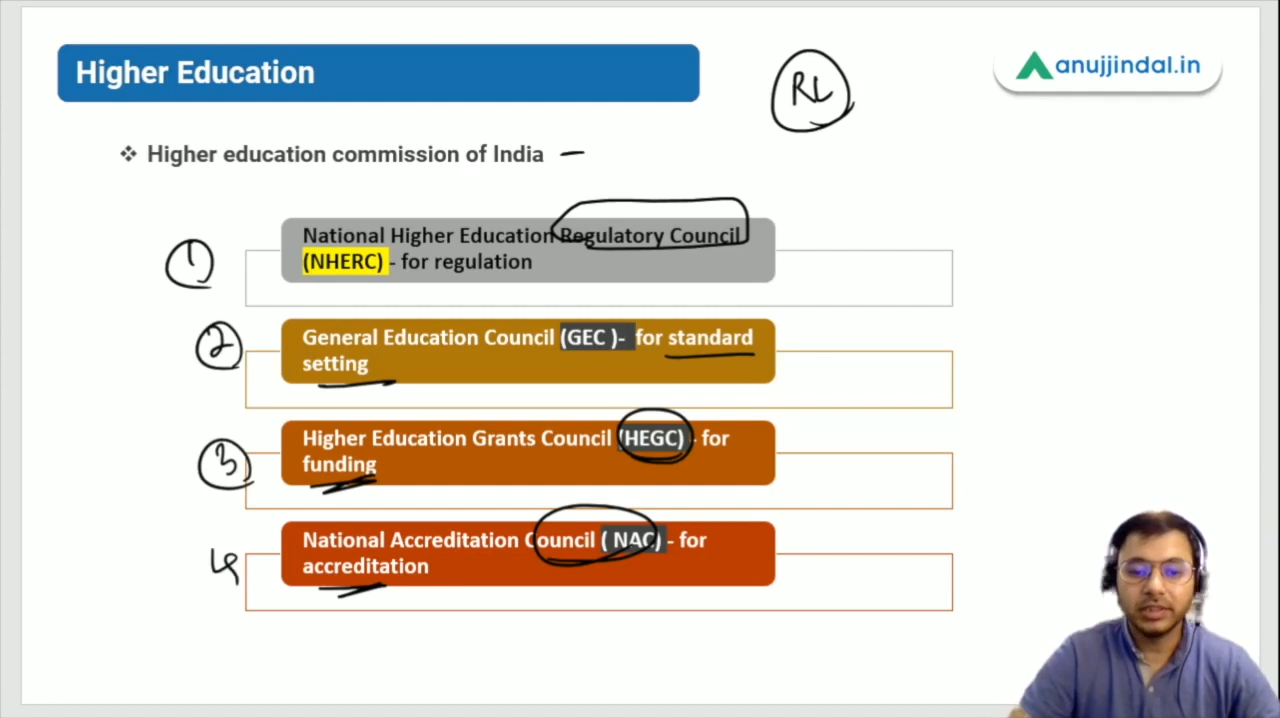 Higher Education
RL
anujjindal.in
❖ Higher education commission of India –
1
National Higher Education Regulatory Council
(NHERC) - for regulation
2
General Education Council (GEC )- for standard
setting
3
Higher Education Grants Council (HEGC) - for
funding
4
National Accreditation Council ( NAC) - for
accreditation